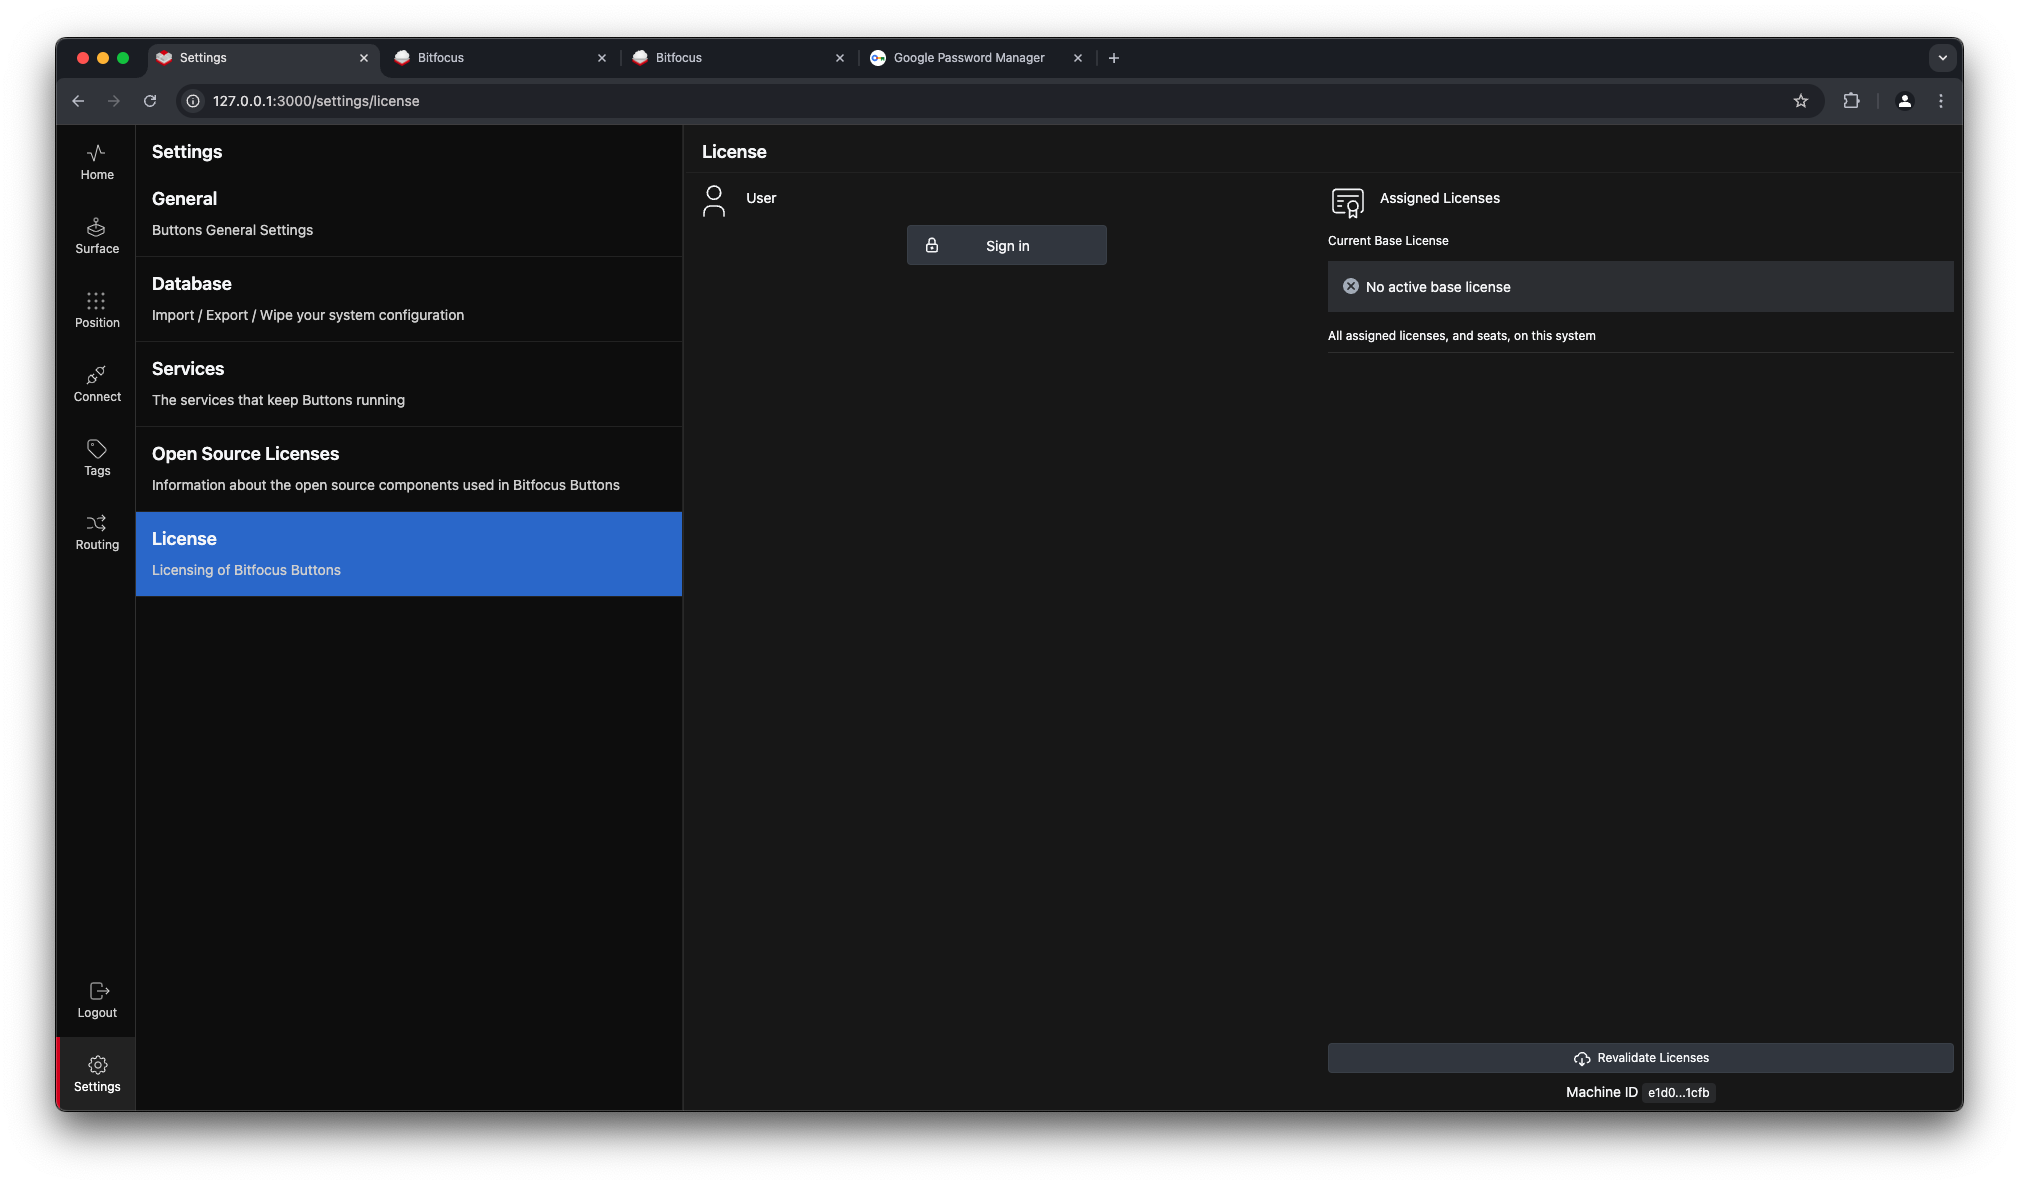 Settings
Bitfocus
Bitfocus
Google Password Manager
127.0.0.1:3000/settings/license
Home
Surface
Position
Connect
Tags
Routing
Logout
Settings
Settings
General
Buttons General Settings
Database
Import / Export / Wipe your system configuration
Services
The services that keep Buttons running
Open Source Licenses
Information about the open source components used in Bitfocus Buttons
License
Licensing of Bitfocus Buttons
License
User
Sign in
Assigned Licenses
Current Base License
No active base license
All assigned licenses, and seats, on this system
Revalidate Licenses
Machine ID e1d0...1cfb